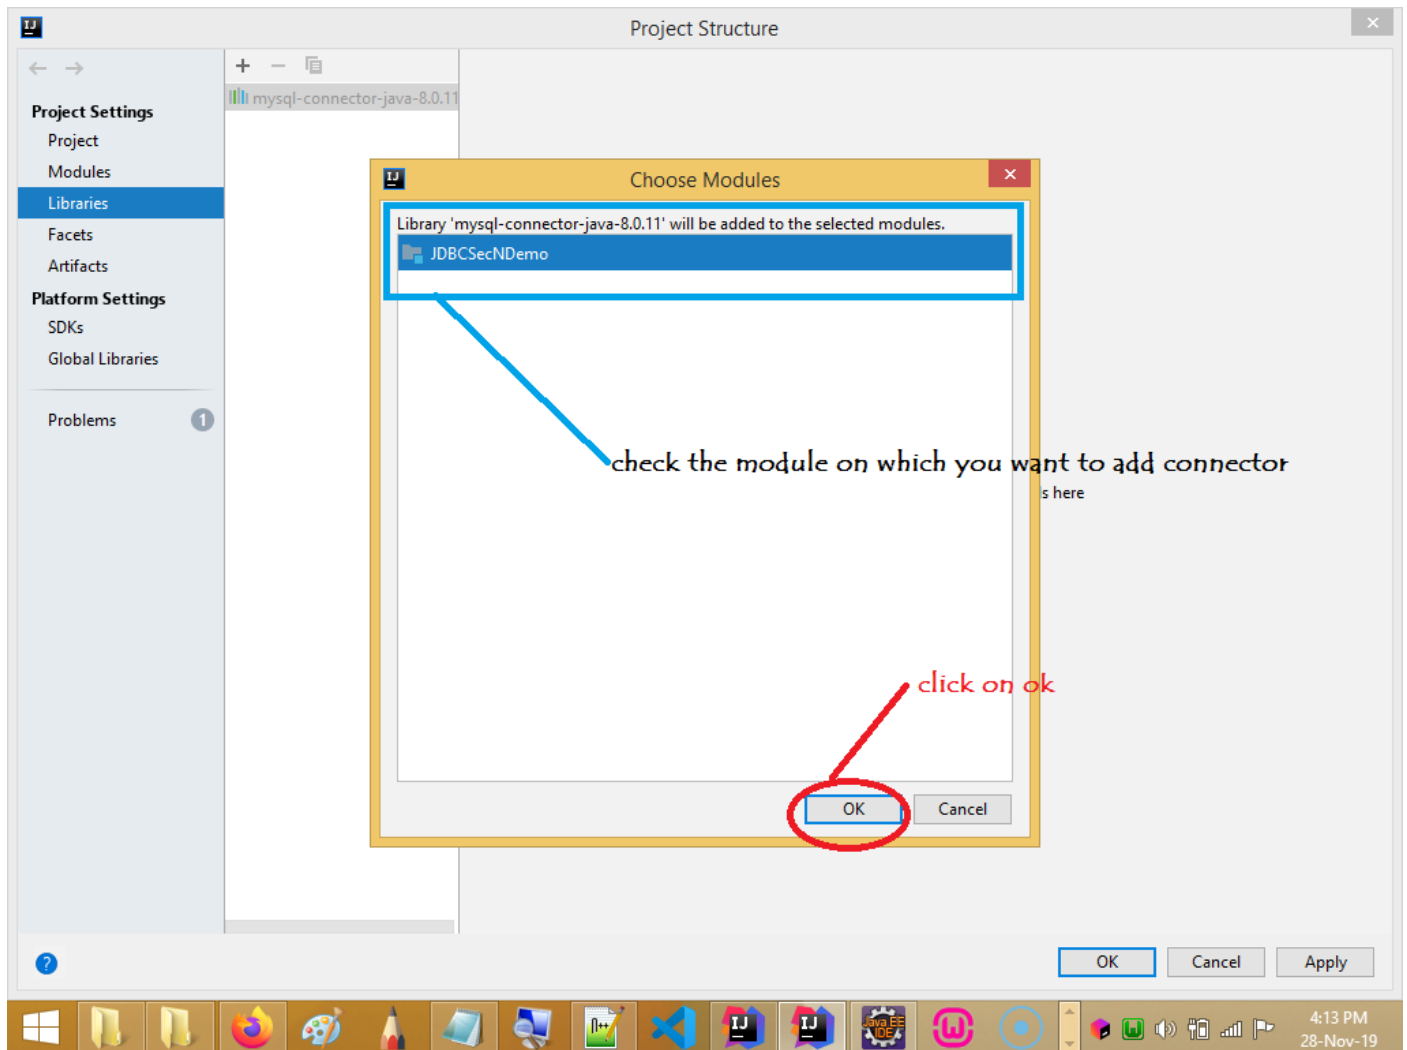 Project Structure
Project Settings
Project
Modules
Libraries
Facets
Artifacts
Platform Settings
SDKs
Global Libraries
Problems
1
mysql-connector-java-8.0.11
Choose Modules
Library 'mysql-connector-java-8.0.11' will be added to the selected modules.
JDBCSecNDemo
check the module on which you want to add connector
ls here
click on ok
OK
Cancel
?
OK
Cancel
Apply
4:13 PM
28-Nov-19